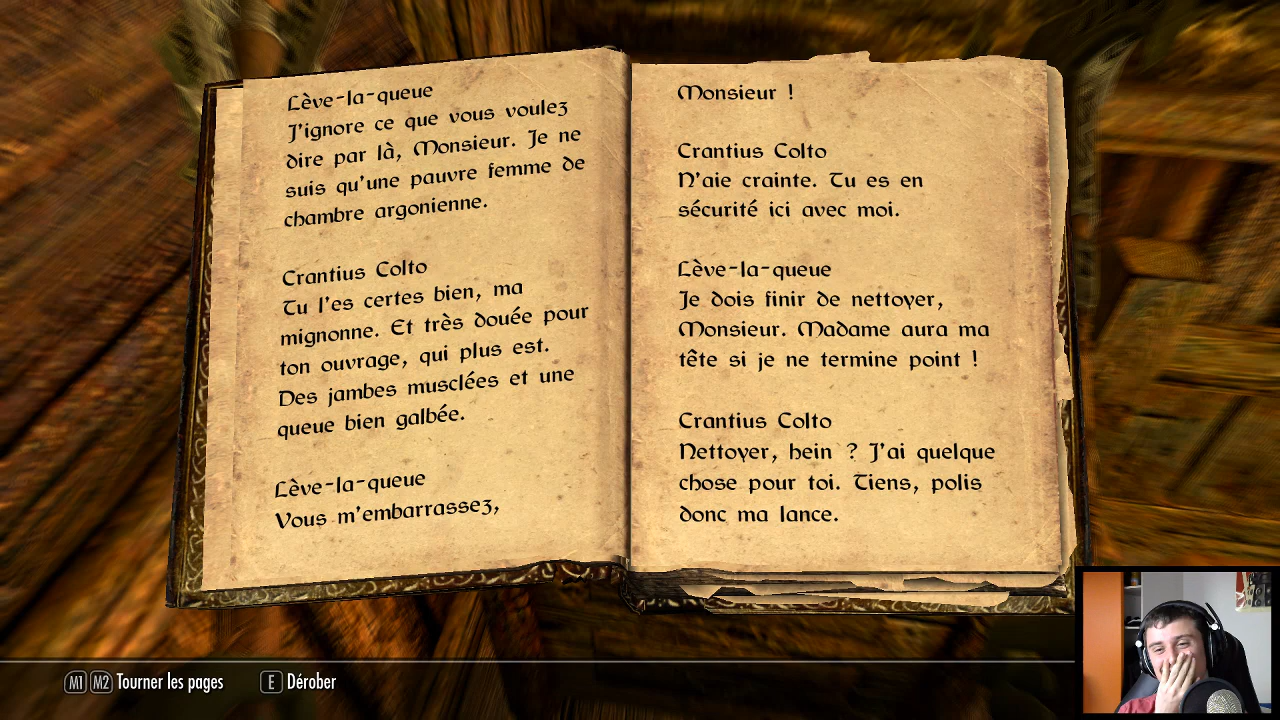 Lève-la-queue
J'ignore ce que vous voulez
dire par là, Monsieur. Je ne
suis qu'une pauvre femme de
chambre argonienne.
Crantius Colto
Tu l'es certes bien, ma
mignonne. Et très douée pour
ton ouvrage, qui plus est.
Des jambes musclées et une
queue bien galbée.
Lève-la-queue
Vous m'embarrassez,
Monsieur !
Crantius Colto
N'aie crainte. Tu es en
sécurité ici avec moi.
Lève-la-queue
Je dois finir de nettoyer,
Monsieur. Madame aura ma
tête si je ne termine point !
Crantius Colto
Nettoyer, hein ? J'ai quelque
chose pour toi. Tiens, polis
donc ma lance.
M1 M2 Tourner les pages E Dérober